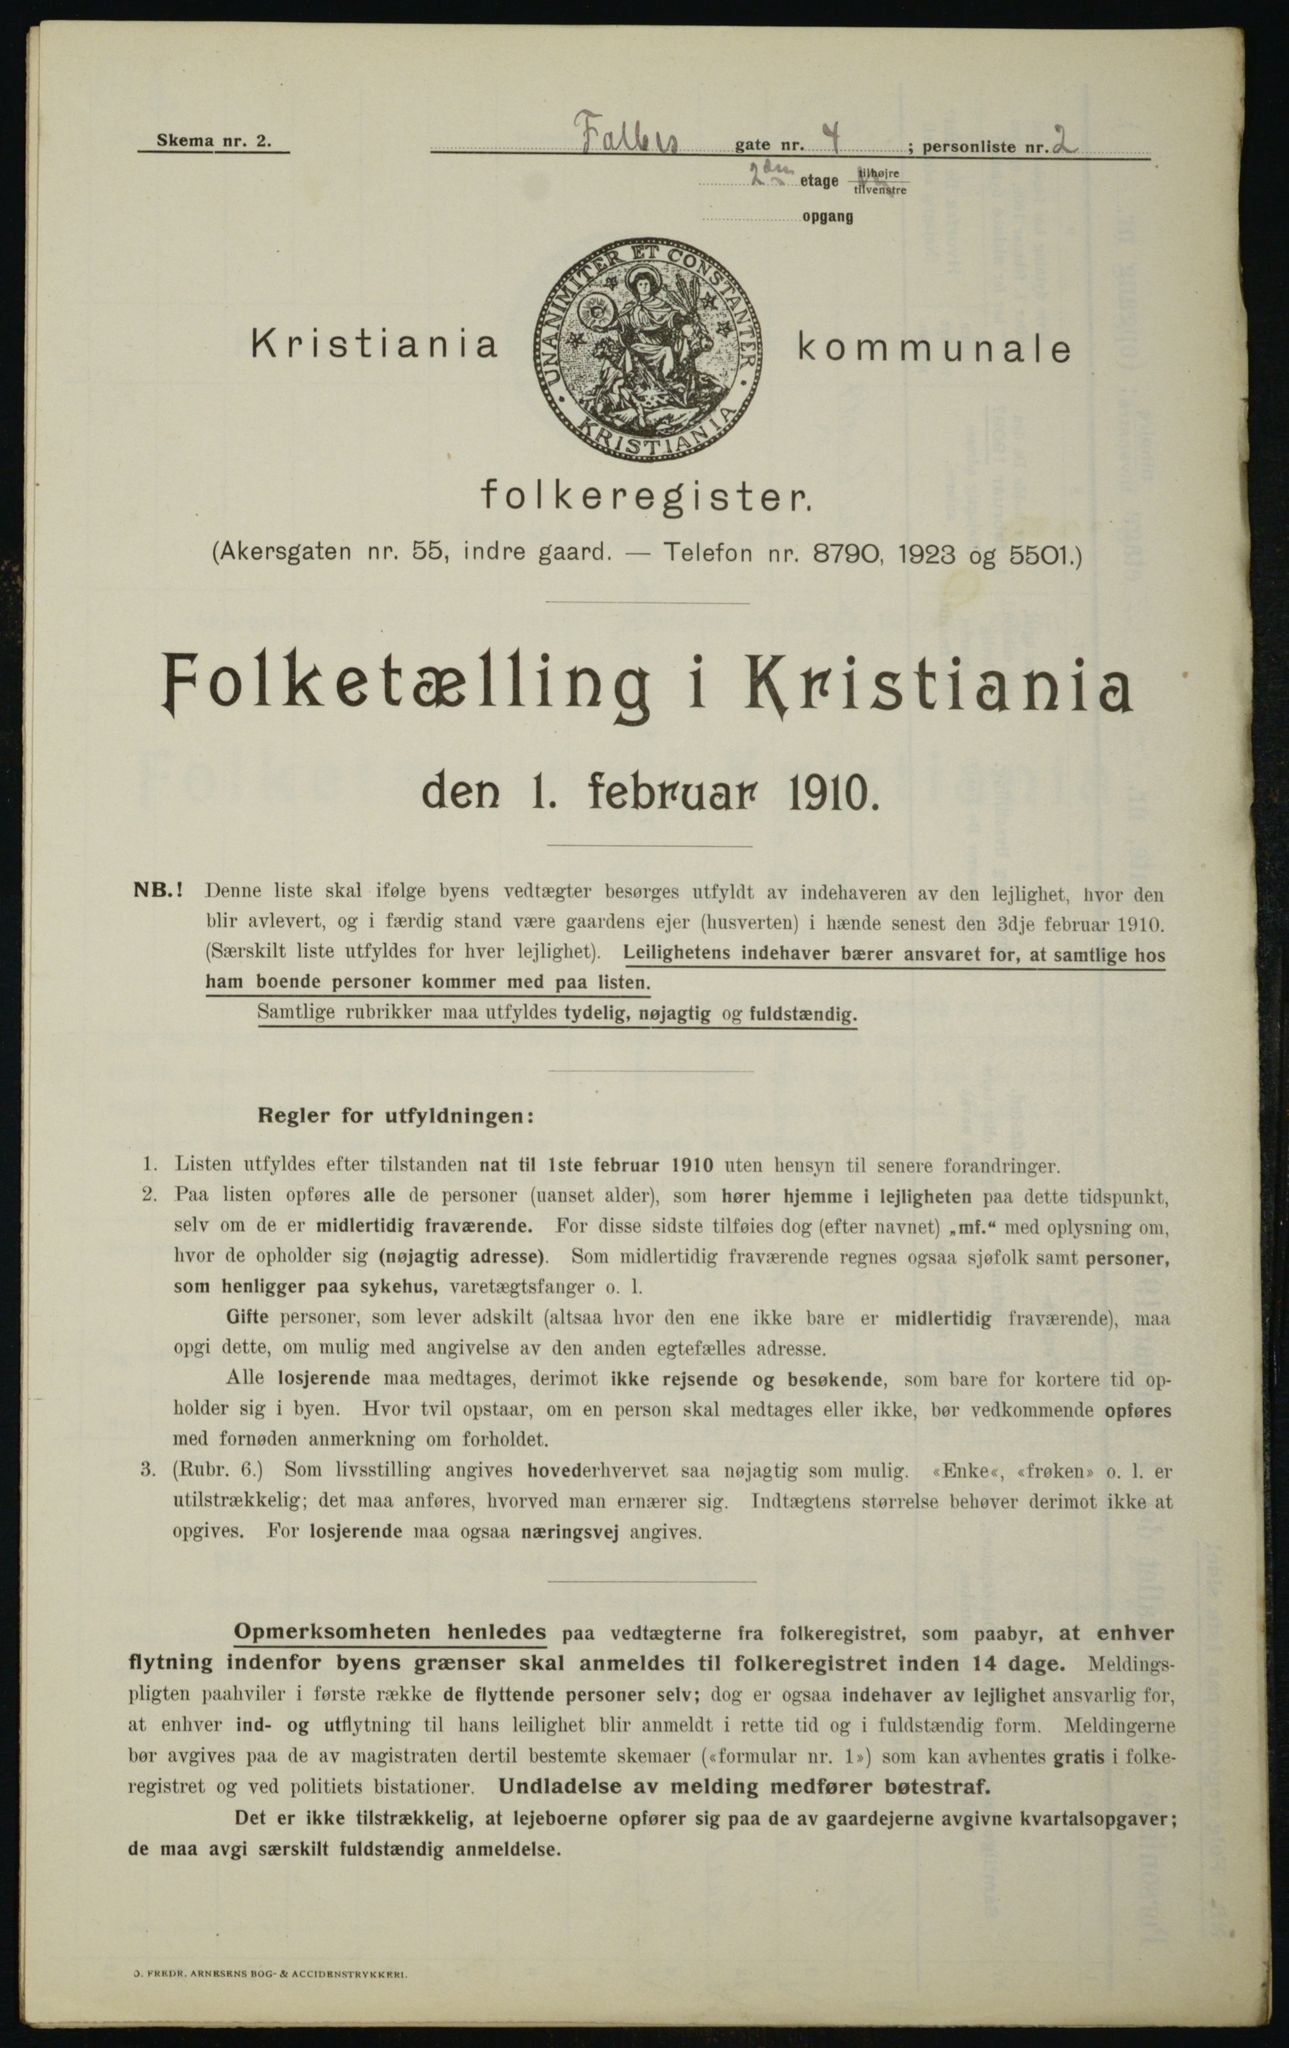 Skema nr. 2.
Falbes gate nr. 4 ; personliste nr. 2
2den etage tilhøjre
tilvenstre
opgang
UNANIMITER ET CONSTANTER
KRISTIANIA
Kristiania kommunale
folkeregister.
(Akersgaten nr. 55, indre gaard. — Telefon nr. 8790, 1923 og 5501.)
Folketælling i Kristiania
den 1. februar 1910.
NB.! Denne liste skal ifølge byens vedtægter besørges utfyldt av indehaveren av den lejlighet, hvor den
blir avlevert, og i færdig stand være gaardens ejer (husverten) i hænde senest den 3dje februar 1910.
(Særskilt liste utfyldes for hver lejlighet). Leilighetens indehaver bærer ansvaret for, at samtlige hos
ham boende personer kommer med paa listen.
Samtlige rubrikker maa utfyldes tydelig, nøjagtig og fuldstændig.
Regler for utfyldningen:
1. Listen utfyldes efter tilstanden nat til 1ste februar 1910 uten hensyn til senere forandringer.
2. Paa listen opføres alle de personer (uanset alder), som hører hjemme i lejligheten paa dette tidspunkt,
selv om de er midlertidig fraværende. For disse sidste tilføies dog (efter navnet) „mf.“ med oplysning om,
hvor de opholder sig (nøjagtig adresse). Som midlertidig fraværende regnes ogsaa sjøfolk samt personer,
som henligger paa sykehus, varetægtsfanger o. l.
Gifte personer, som lever adskilt (altsaa hvor den ene ikke bare er midlertidig fraværende), maa
opgi dette, om mulig med angivelse av den anden egtefælles adresse.
Alle losjerende maa medtages, derimot ikke rejsende og besøkende, som bare for kortere tid op-
holder sig i byen. Hvor tvil opstaar, om en person skal medtages eller ikke, bør vedkommende opføres
med fornøden anmerkning om forholdet.
3. (Rubr. 6.) Som livsstilling angives hovederhvervet saa nøjagtig som mulig. «Enke«, «frøken» o. l. er
utilstrækkelig; det maa anføres, hvorved man ernærer sig. Indtægtens størrelse behøver derimot ikke at
opgives. For losjerende maa ogsaa næringsvej angives.
Opmerksomheten henledes paa vedtægterne fra folkeregistret, som paabyr, at enhver
flytning indenfor byens grænser skal anmeldes til folkeregistret inden 14 dage. Meldings-
pligten paahviler i første række de flyttende personer selv; dog er ogsaa indehaver av lejlighet ansvarlig for,
at enhver ind- og utflytning til hans leilighet blir anmeldt i rette tid og i fuldstændig form. Meldingerne
bør avgives paa de av magistraten dertil bestemte skemaer («formular nr. 1») som kan avhentes gratis i folke-
registret og ved politiets bistationer. Undladelse av melding medfører bøtestraf.
Det er ikke tilstrækkelig, at lejeboerne opfører sig paa de av gaardejerne avgivne kvartalsopgaver;
de maa avgi særskilt fuldstændig anmeldelse.
O. FREDR. ARNESENS BOG- & ACCIDENSTRYKKERI.